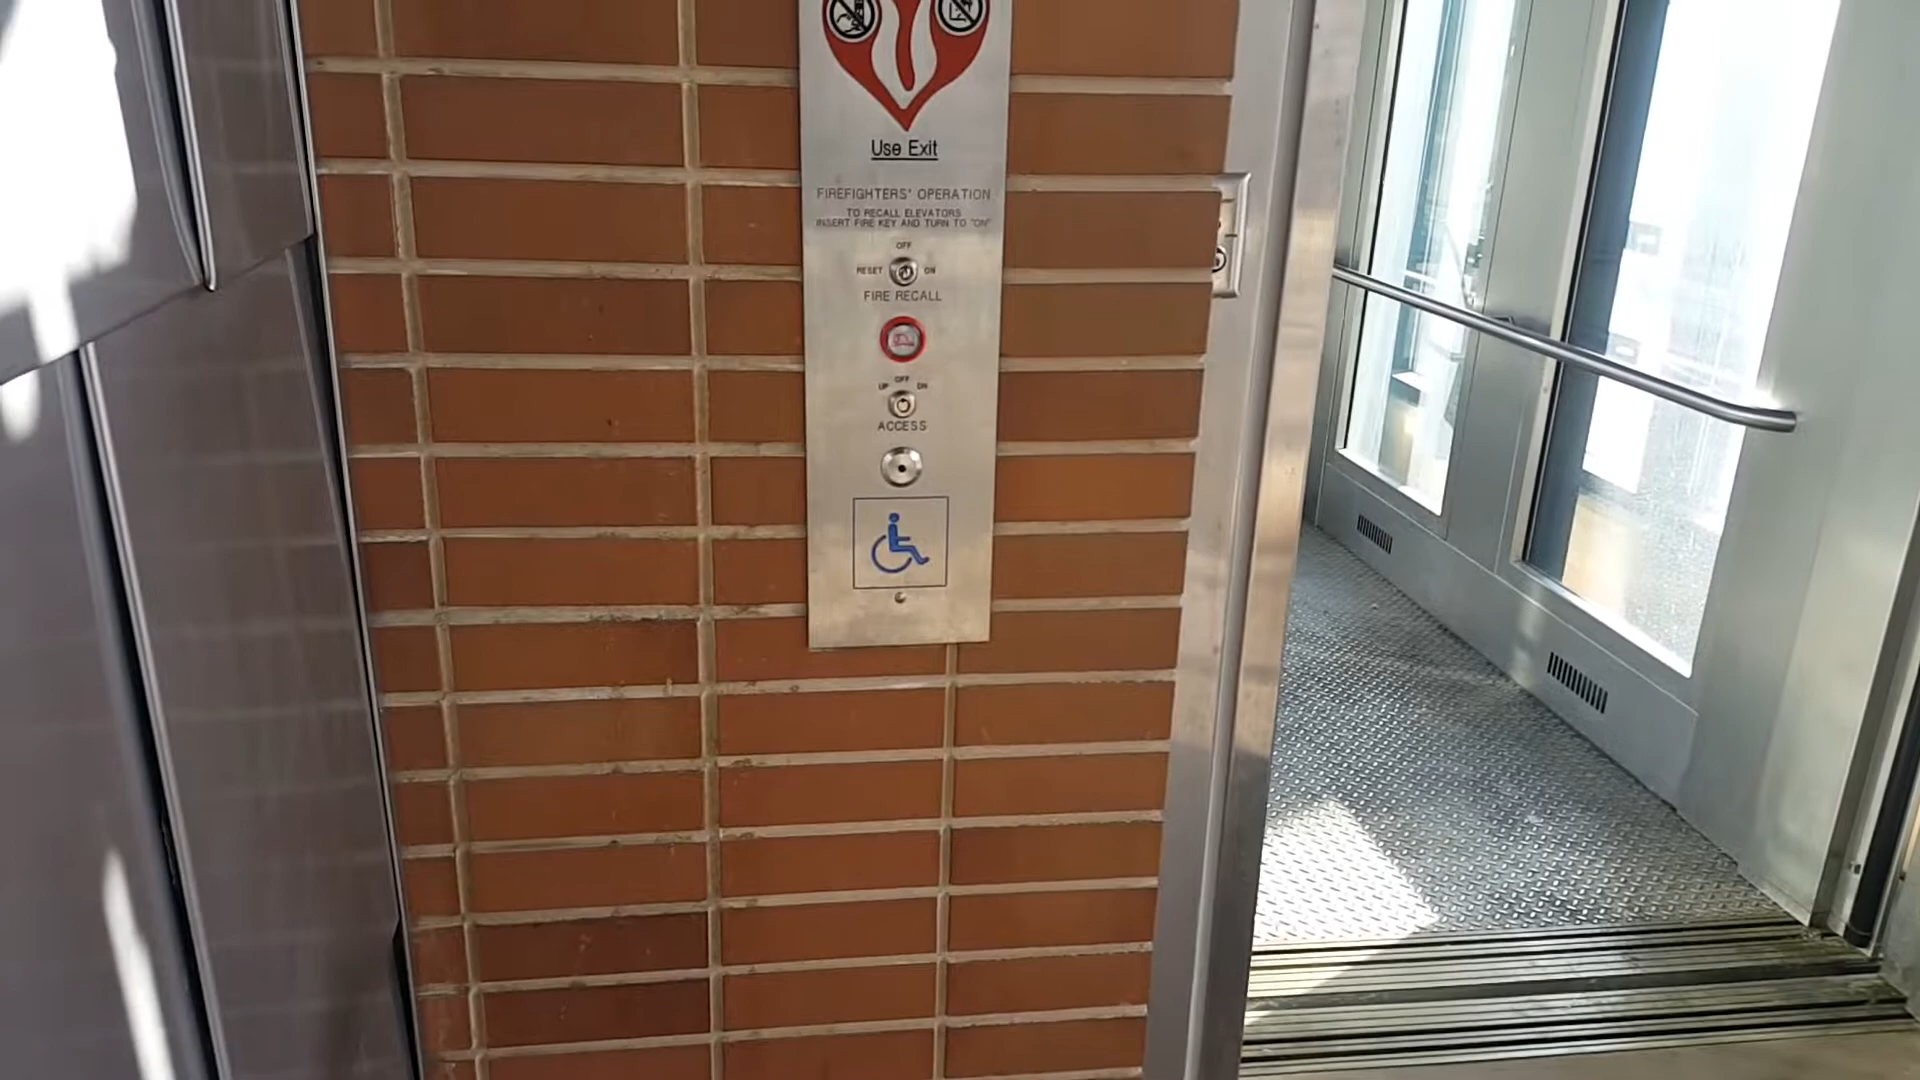 Use Exit
FIREFIGHTERS' OPERATION
TO RECALL ELEVATORS
INSERT FIRE KEY AND TURN TO "ON"
OFF
RESET ON
FIRE RECALL
OFF
UP DN
ACCESS